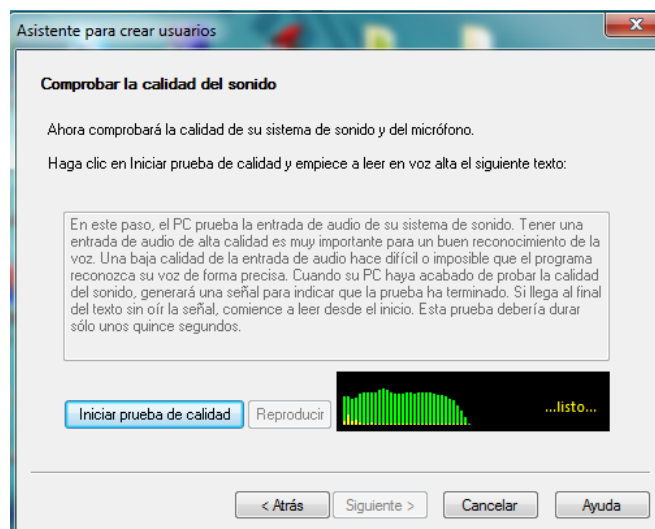 Asistente para crear usuarios
x
Comprobar la calidad del sonido
Ahora comprobará la calidad de su sistema de sonido y del micrófono.
Haga clic en Iniciar prueba de calidad y empiece a leer en voz alta el siguiente texto:
En este paso, el PC prueba la entrada de audio de su sistema de sonido. Tener una
entrada de audio de alta calidad es muy importante para un buen reconocimiento de la
voz. Una baja calidad de la entrada de audio hace difícil o imposible que el programa
reconozca su voz de forma precisa. Cuando su PC haya acabado de probar la calidad
del sonido, generará una señal para indicar que la prueba ha terminado. Si llega al final
del texto sin oír la señal, comience a leer desde el inicio. Esta prueba debería durar
sólo unos quince segundos.
Iniciar prueba de calidad Reproducir ...listo...
< Atrás Siguiente > Cancelar Ayuda